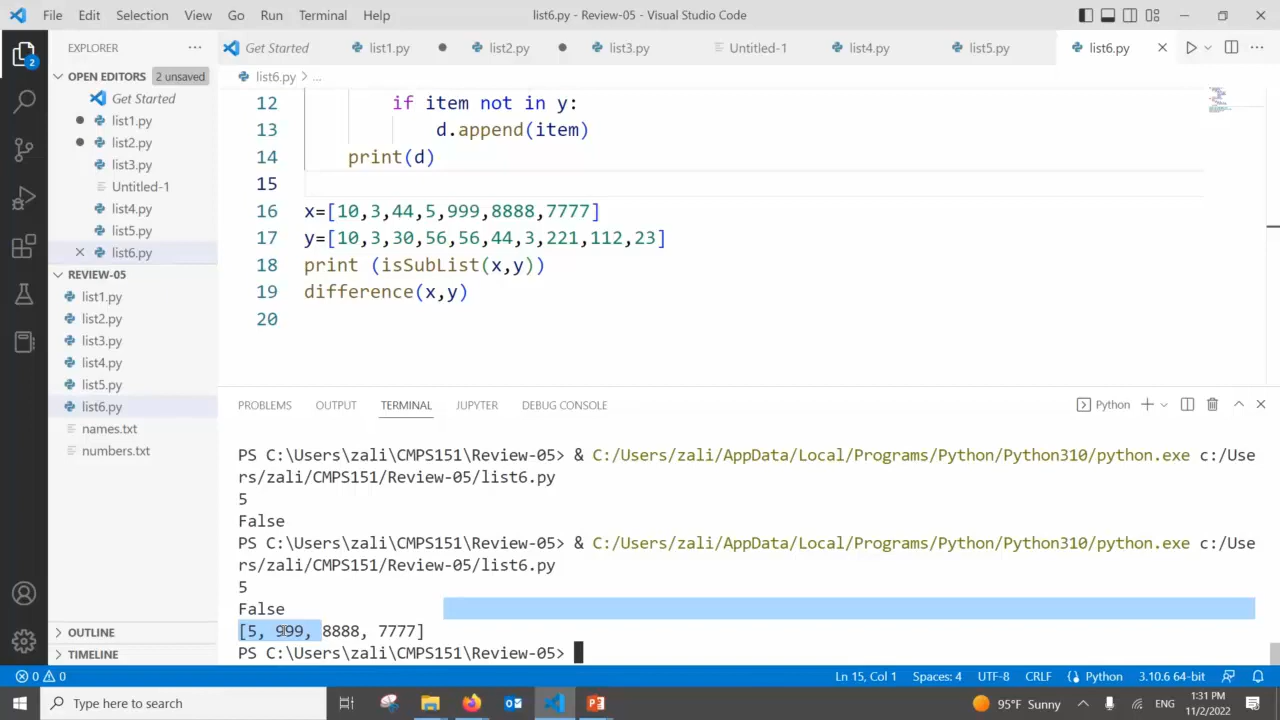 File Edit Selection View Go Run Terminal Help list6.py - Review-05 - Visual Studio Code
EXPLORER
OPEN EDITORS 2 unsaved
Get Started
list1.py
list2.py
list3.py
Untitled-1
list4.py
list5.py
list6.py
REVIEW-05
list1.py
list2.py
list3.py
list4.py
list5.py
list6.py
names.txt
numbers.txt
OUTLINE
TIMELINE
2
Get Started list1.py list2.py list3.py Untitled-1 list4.py list5.py list6.py
list6.py > ...
12 if item not in y:
13 d.append(item)
14 print(d)
15
16 x=[10,3,44,5,999,8888,7777]
17 y=[10,3,30,56,56,44,3,221,112,23]
18 print (isSubList(x,y))
19 difference(x,y)
20
PROBLEMS OUTPUT TERMINAL JUPYTER DEBUG CONSOLE Python
PS C:\Users\zali\CMPS151\Review-05> & C:/Users/zali/AppData/Local/Programs/Python/Python310/python.exe c:/Use
rs/zali/CMPS151/Review-05/list6.py
5
False
PS C:\Users\zali\CMPS151\Review-05> & C:/Users/zali/AppData/Local/Programs/Python/Python310/python.exe c:/Use
rs/zali/CMPS151/Review-05/list6.py
5
False
[5, 999, 8888, 7777]
PS C:\Users\zali\CMPS151\Review-05>
0 0 Ln 15, Col 1 Spaces: 4 UTF-8 CRLF Python 3.10.6 64-bit
Type here to search 95°F Sunny ENG 1:31 PM
11/2/2022